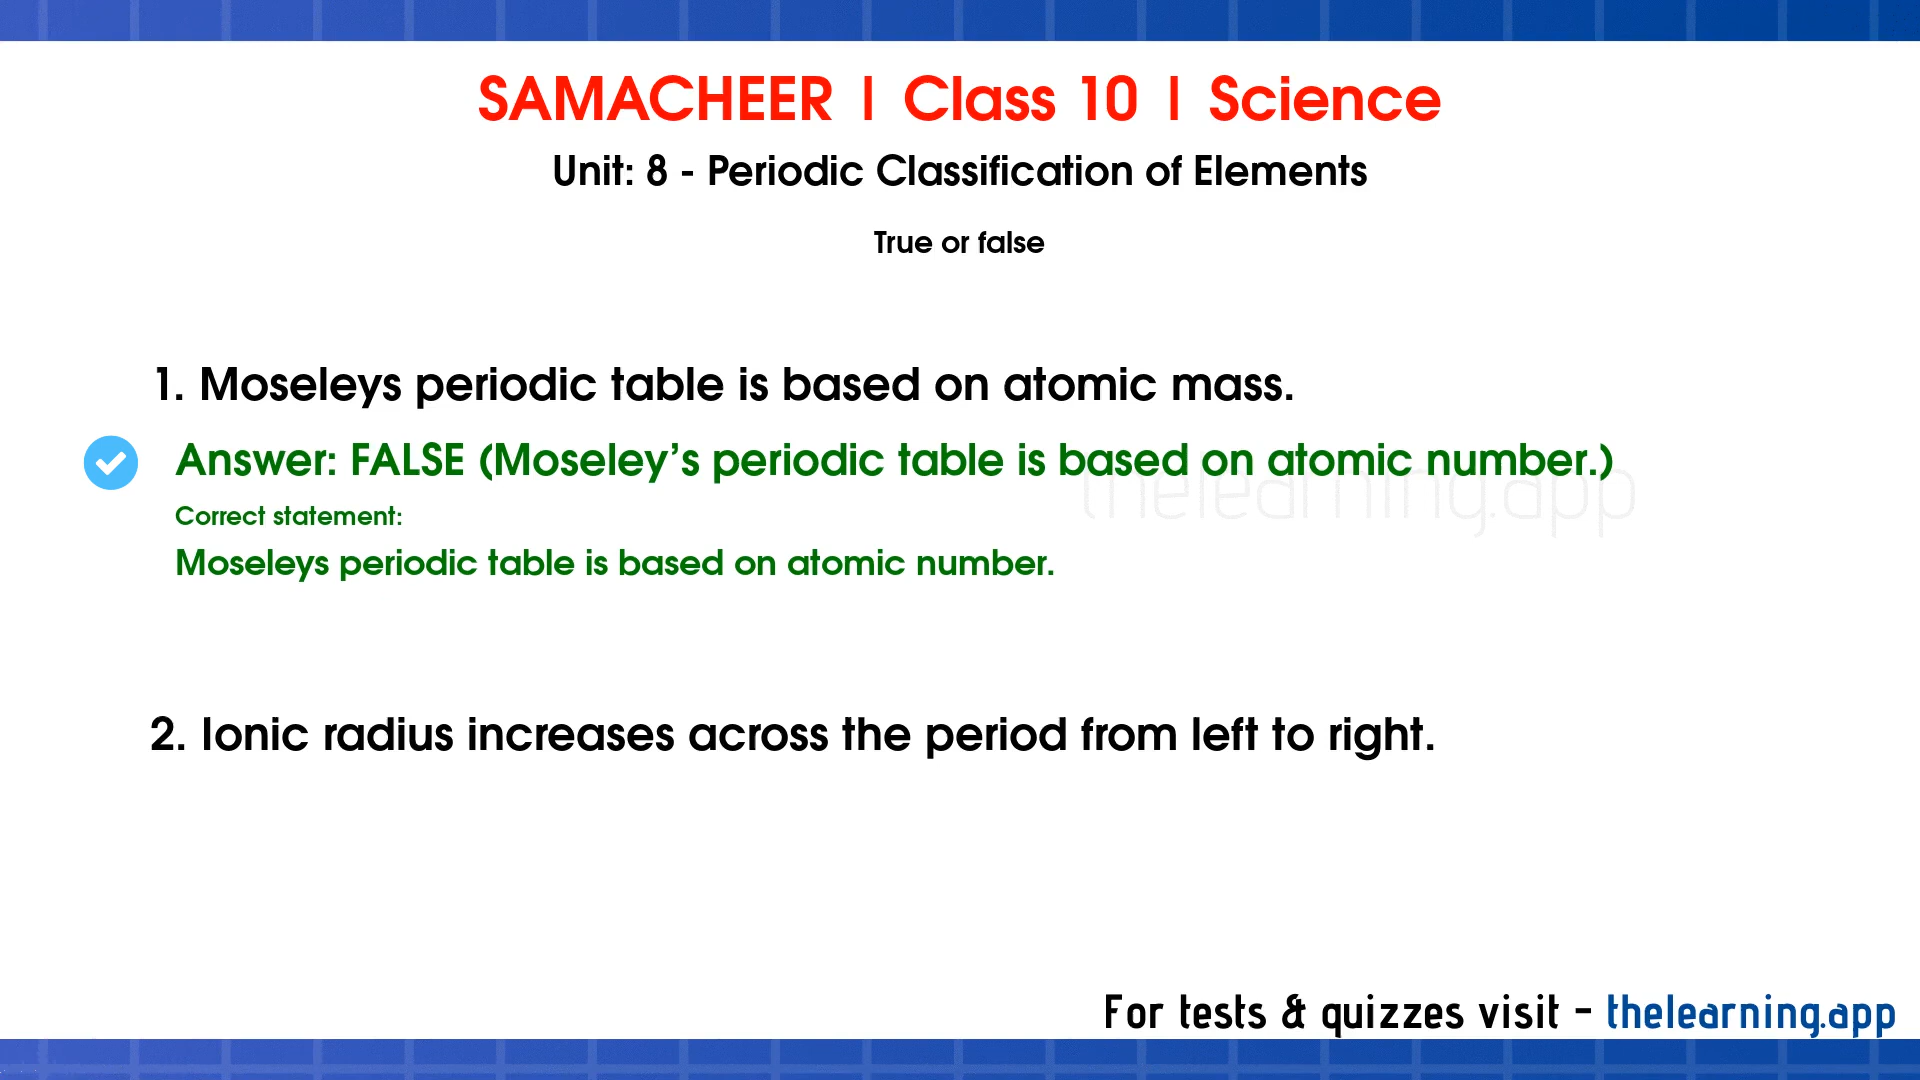 SAMACHEER | Class 10 | Science
Unit: 8 - Periodic Classification of Elements
True or false
1. Moseleys periodic table is based on atomic mass.
Answer: FALSE (Moseley’s periodic table is based on atomic number.)
thelearning.app
Correct statement:
Moseleys periodic table is based on atomic number.
2. Ionic radius increases across the period from left to right.
For tests & quizzes visit - thelearning.app